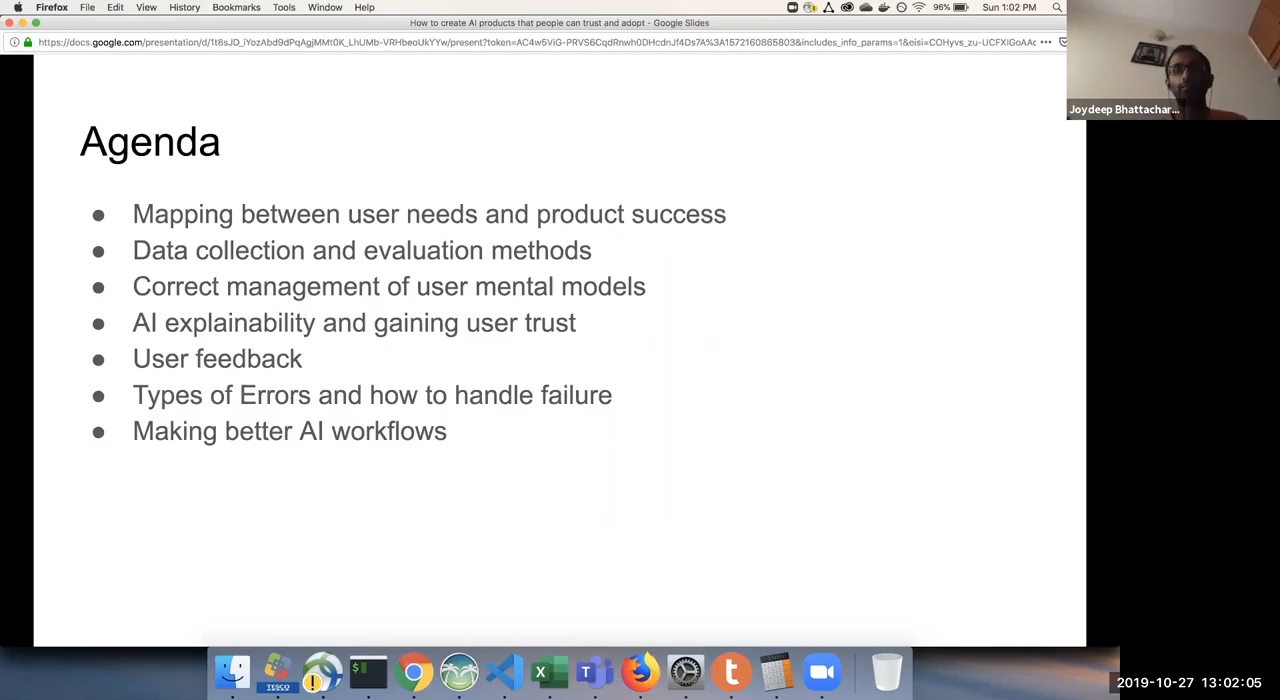 Firefox File Edit View History Bookmarks Tools Window Help 96% Sun 1:02 PM
How to create AI products that people can trust and adopt - Google Slides
Joydeep Bhattachar...
Agenda
● Mapping between user needs and product success
● Data collection and evaluation methods
● Correct management of user mental models
● AI explainability and gaining user trust
● User feedback
● Types of Errors and how to handle failure
● Making better AI workflows
TESCO
2019-10-27 13:02:05